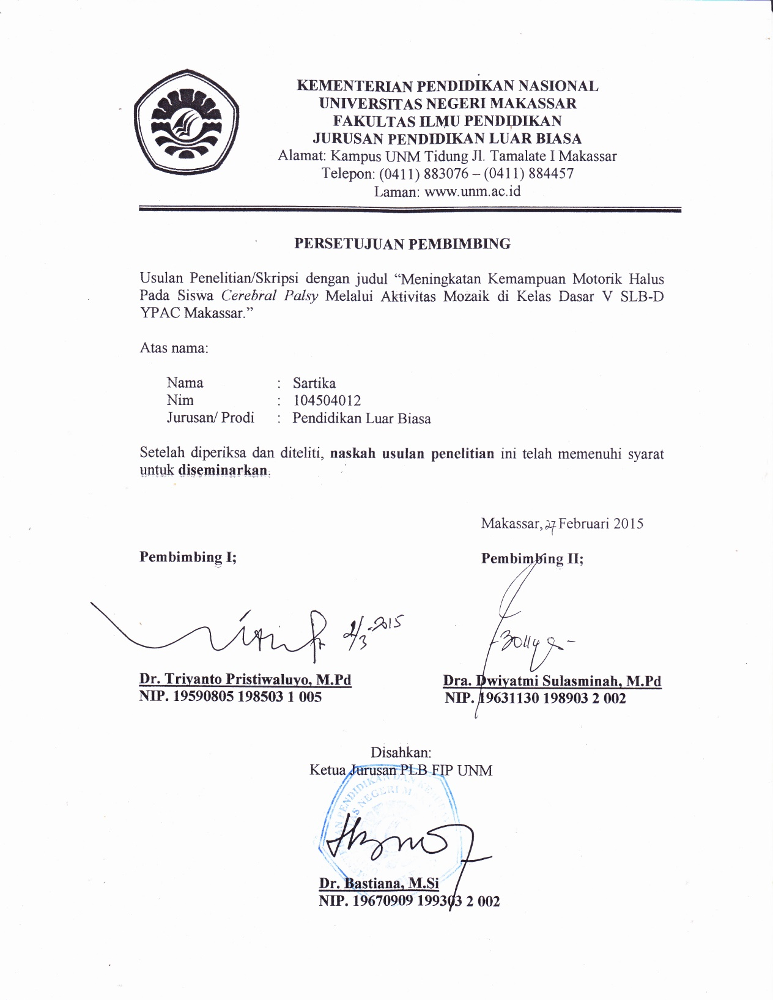 KEMENTERIAN PENDIDIKAN NASIONAL
UNIVERSITAS NEGERI MAKASSAR
FAKULTAS ILMU PENDIDIKAN
JURUSAN PENDIDIKAN LUAR BIASA
Alamat: Kampus UNM Tidung Jl. Tamalate I Makassar
Telepon: (0411) 883076 – (0411) 884457
Laman: www.unm.ac.id
PERSETUJUAN PEMBIMBING
Usulan Penelitian/Skripsi dengan judul “Meningkatan Kemampuan Motorik Halus
Pada Siswa Cerebral Palsy Melalui Aktivitas Mozaik di Kelas Dasar V SLB-D
YPAC Makassar.”
Atas nama:
Nama : Sartika
Nim : 104504012
Jurusan/ Prodi : Pendidikan Luar Biasa
Setelah diperiksa dan diteliti, naskah usulan penelitian ini telah memenuhi syarat
untuk diseminarkan.
Makassar, 27 Februari 2015
Pembimbing I; Pembimbing II;
Dr. Triyanto Pristiwaluyo, M.Pd Dra. Dwiyatmi Sulasminah, M.Pd
NIP. 19590805 198503 1 005 NIP. 19631130 198903 2 002
Disahkan:
Ketua Jurusan PLB FIP UNM
Dr. Bastiana, M.Si
NIP. 19670909 199303 2 002